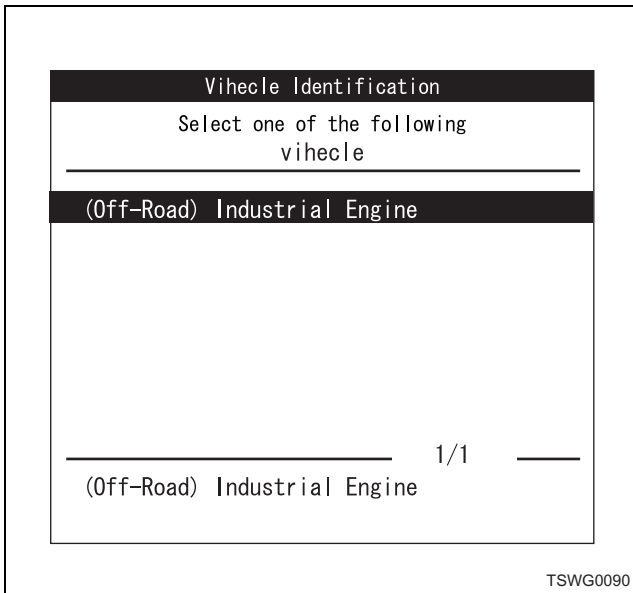 Vihecle Identification
Select one of the following
vihecle
(Off-Road) Industrial Engine
1/1
(Off-Road) Industrial Engine
TSWG0090